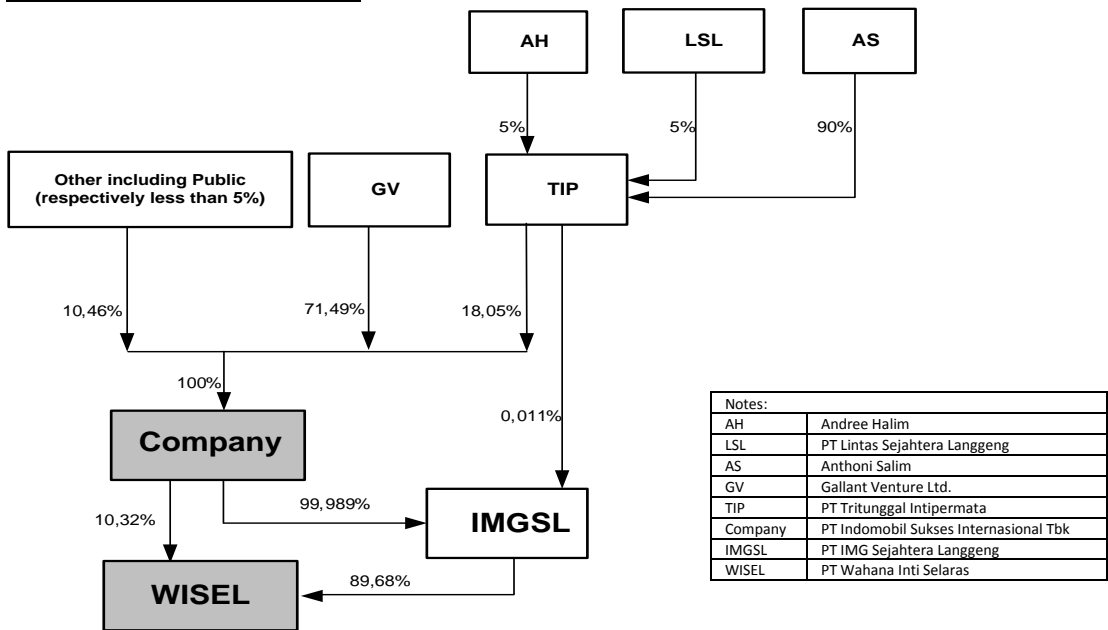 AH
LSL
AS
5%
5%
90%
Other including Public
(respectively less than 5%)
GV
TIP
10,46%
71,49%
18,05%
100%
0,011%
Company
10,32%
99,989%
IMGSL
89,68%
WISEL
Notes:
AH Andree Halim
LSL PT Lintas Sejahtera Langgeng
AS Anthoni Salim
GV Gallant Venture Ltd.
TIP PT Tritunggal Intipermata
Company PT Indomobil Sukses Internasional Tbk
IMGSL PT IMG Sejahtera Langgeng
WISEL PT Wahana Inti Selaras